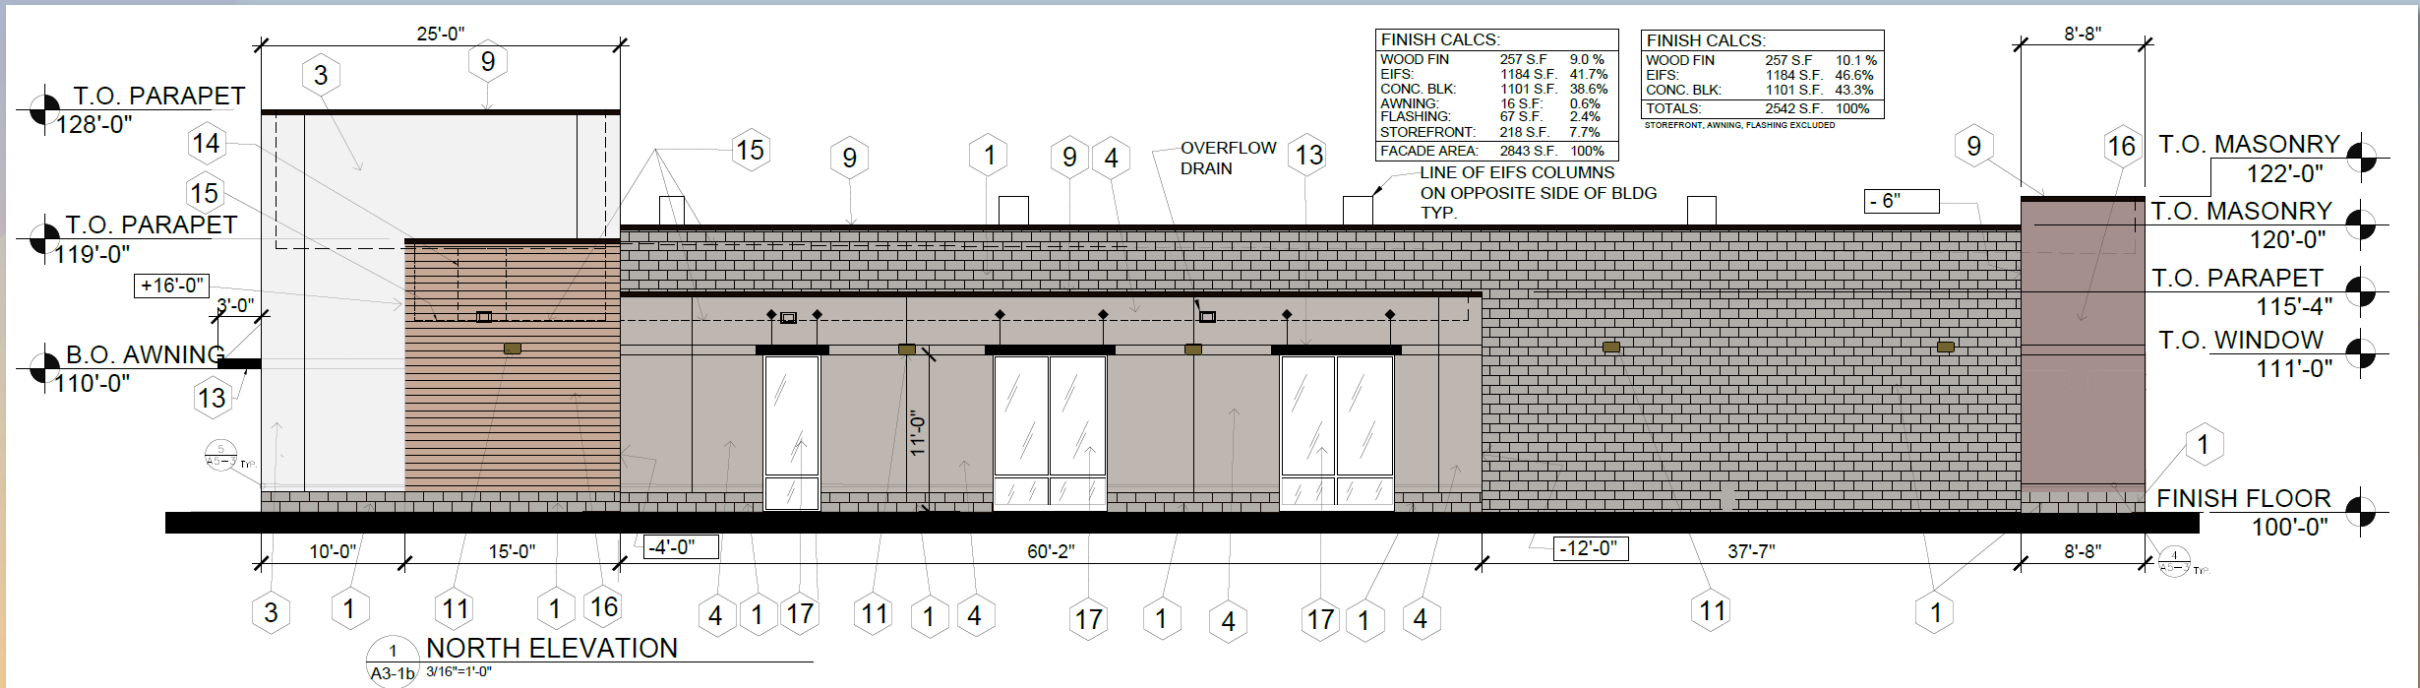 25'-0"
8'-8"
FINISH CALCS:
WOOD FIN 257 S.F 9.0 %
EIFS: 1184 S.F. 41.7%
CONC. BLK: 1101 S.F. 38.6%
AWNING: 16 S.F: 0.6%
FLASHING: 67 S.F. 2.4%
STOREFRONT: 218 S.F. 7.7%
FACADE AREA: 2843 S.F. 100%
FINISH CALCS:
WOOD FIN 257 S.F 10.1 %
EIFS: 1184 S.F. 46.6%
CONC. BLK: 1101 S.F. 43.3%
TOTALS: 2542 S.F. 100%
STOREFRONT, AWNING, FLASHING EXCLUDED
3
9
T.O. PARAPET
128'-0"
14
15
15
9
1
9
4
OVERFLOW
DRAIN
13
LINE OF EIFS COLUMNS
ON OPPOSITE SIDE OF BLDG
TYP.
9
16
T.O. MASONRY
122'-0"
- 6"
T.O. PARAPET
119'-0"
T.O. MASONRY
120'-0"
+16'-0"
3'-0"
T.O. PARAPET
115'-4"
B.O. AWNING
110'-0"
T.O. WINDOW
111'-0"
13
11'-0"
5
A5-3 TYP.
1
FINISH FLOOR
100'-0"
10'-0"
15'-0"
-4'-0"
60'-2"
-12'-0"
37'-7"
8'-8"
4
A5-3 TYP.
3
1
11
1
16
4
1
17
11
1
4
17
1
4
17
1
4
11
1
1
A3-1b
NORTH ELEVATION
3/16"=1'-0"